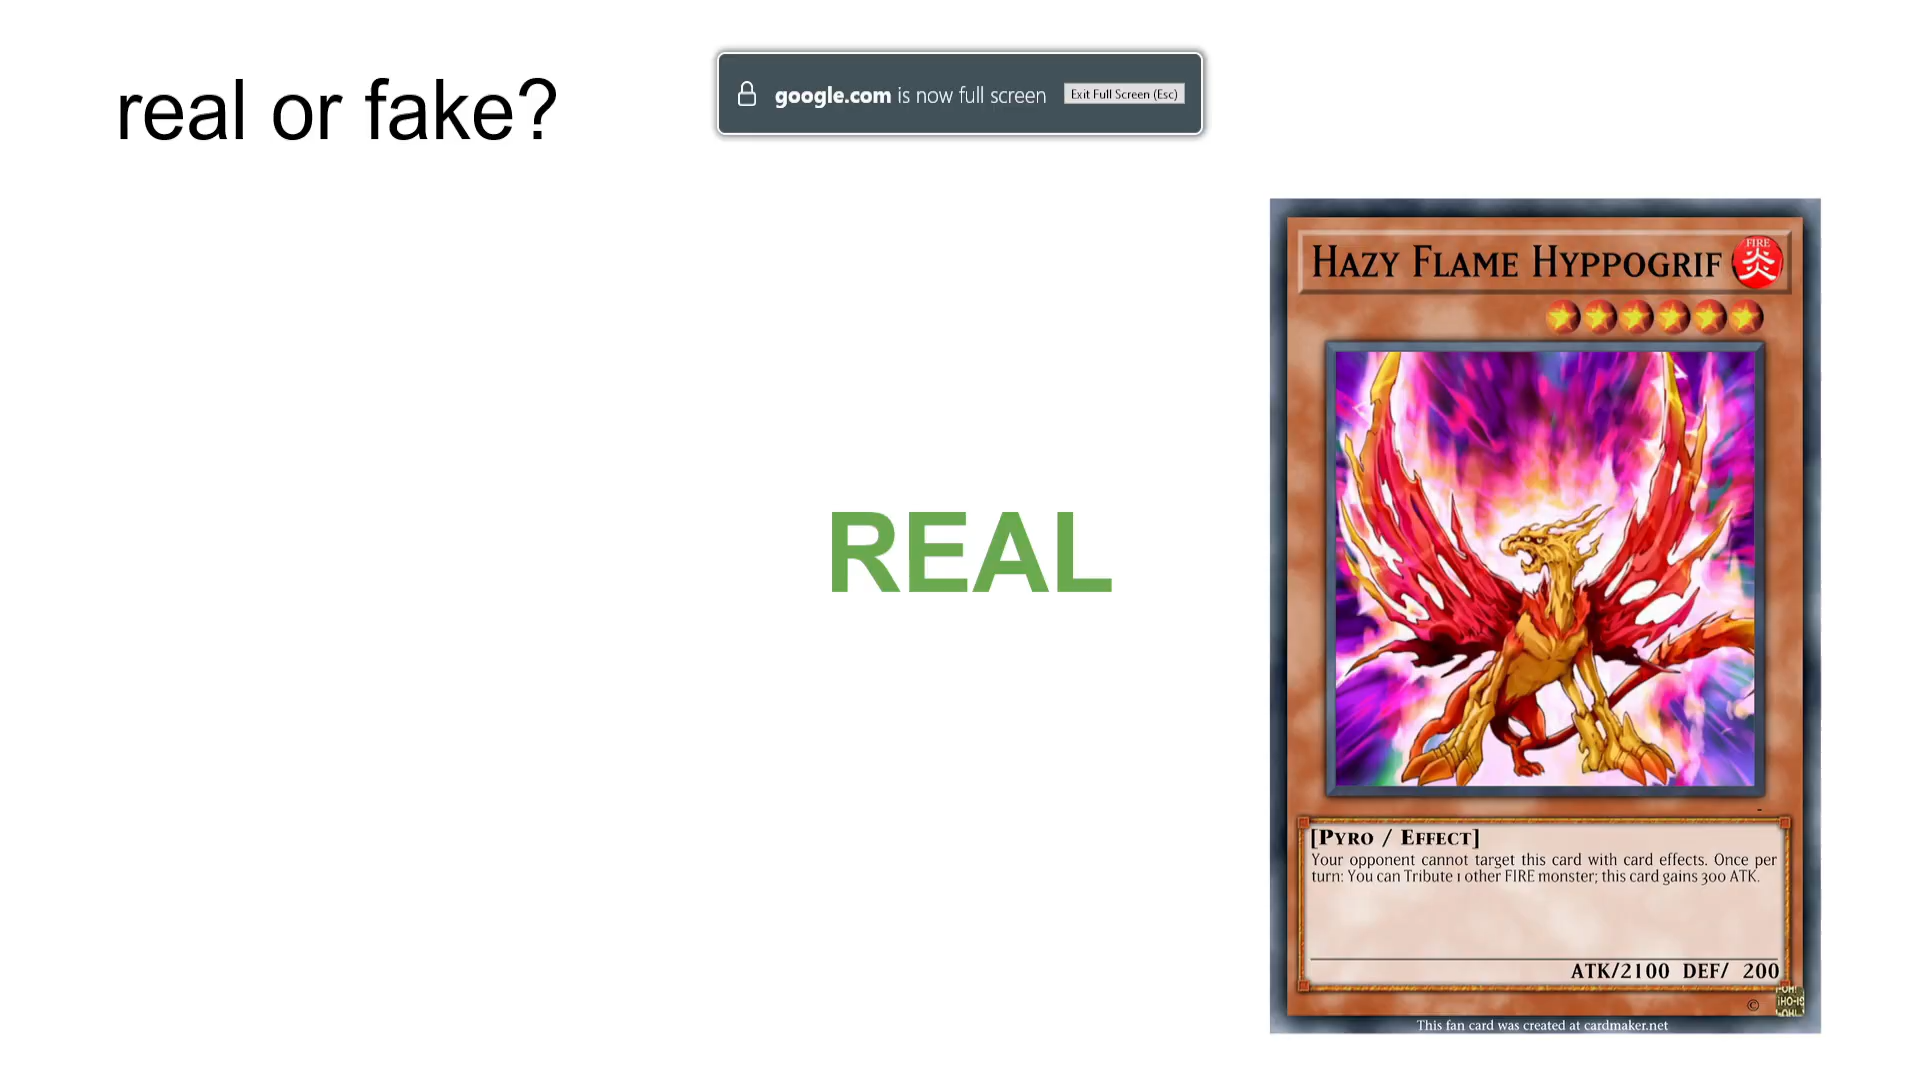 real or fake?
google.com is now full screen Exit Full Screen (Esc)
REAL
HAZY FLAME HYPPOGRIF
FIRE
炎
[PYRO / EFFECT]
Your opponent cannot target this card with card effects. Once per
turn: You can Tribute 1 other FIRE monster; this card gains 300 ATK.
ATK/2100 DEF/ 200
©
This fan card was created at cardmaker.net